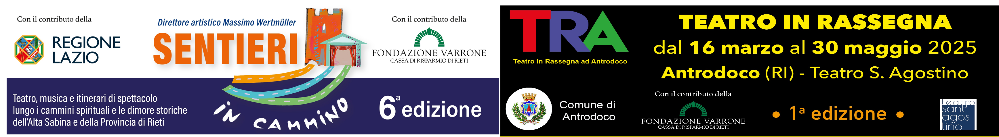 Con il contributo della
REGIONE
LAZIO
Direttore artistico Massimo Wertmüller
SENTIERI
IN CAMMINO
Con il contributo della
FONDAZIONE VARRONE
CASSA DI RISPARMIO DI RIETI
Teatro, musica e itinerari di spettacolo
lungo i cammini spirituali e le dimore storiche
dell'Alta Sabina e della Provincia di Rieti
6ª edizione
TRA
Teatro in Rassegna ad Antrodoco
TEATRO IN RASSEGNA
dal 16 marzo al 30 maggio 2025
Antrodoco (RI) - Teatro S. Agostino
Comune di
Antrodoco
Con il contributo della
FONDAZIONE VARRONE
CASSA DI RISPARMIO DI RIETI
• 1ª edizione •
teatro
sant'
agos
tino